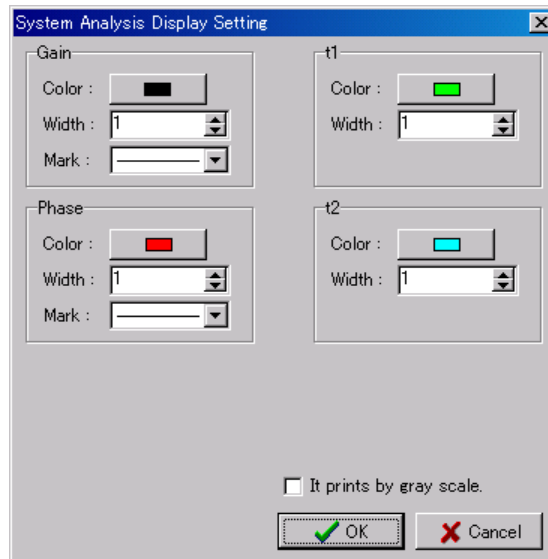 System Analysis Display Setting
Gain
Color :
Width : 1
Mark :
t1
Color :
Width : 1
Phase
Color :
Width : 1
Mark :
t2
Color :
Width : 1
It prints by gray scale.
OK
Cancel